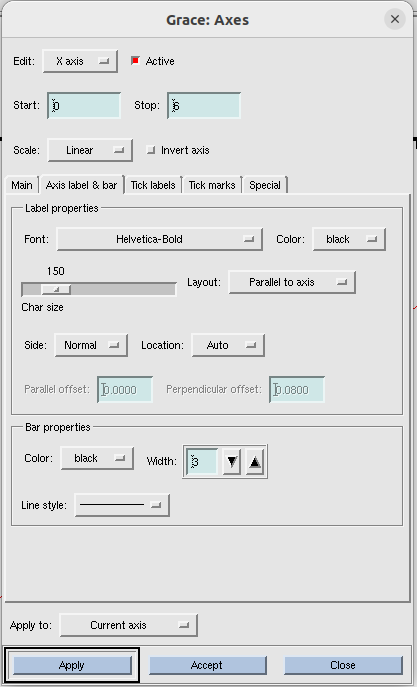 Grace: Axes
Edit: X axis Active
Start: 0 Stop: 6
Scale: Linear Invert axis
Main Axis label & bar Tick labels Tick marks Special
Label properties
Font: Helvetica-Bold Color: black
150
Layout: Parallel to axis
Char size
Side: Normal Location: Auto
Parallel offset: 0.0000 Perpendicular offset: 0.0800
Bar properties
Color: black Width: 3
Line style:
Apply to: Current axis
Apply Accept Close